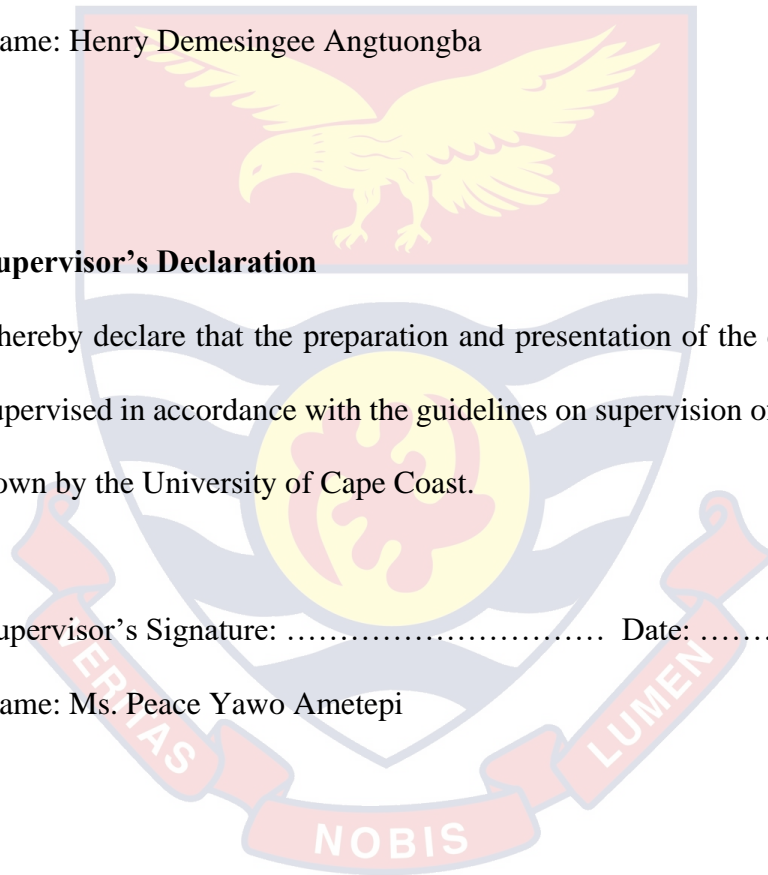 ame: Henry Demesingee Angtuongba
upervisor’s Declaration
hereby declare that the preparation and presentation of the
upervised in accordance with the guidelines on supervision of
own by the University of Cape Coast.
upervisor’s Signature: ………………………… Date: ……
ame: Ms. Peace Yawo Ametepi
VERITAS
NOBIS
LUMEN